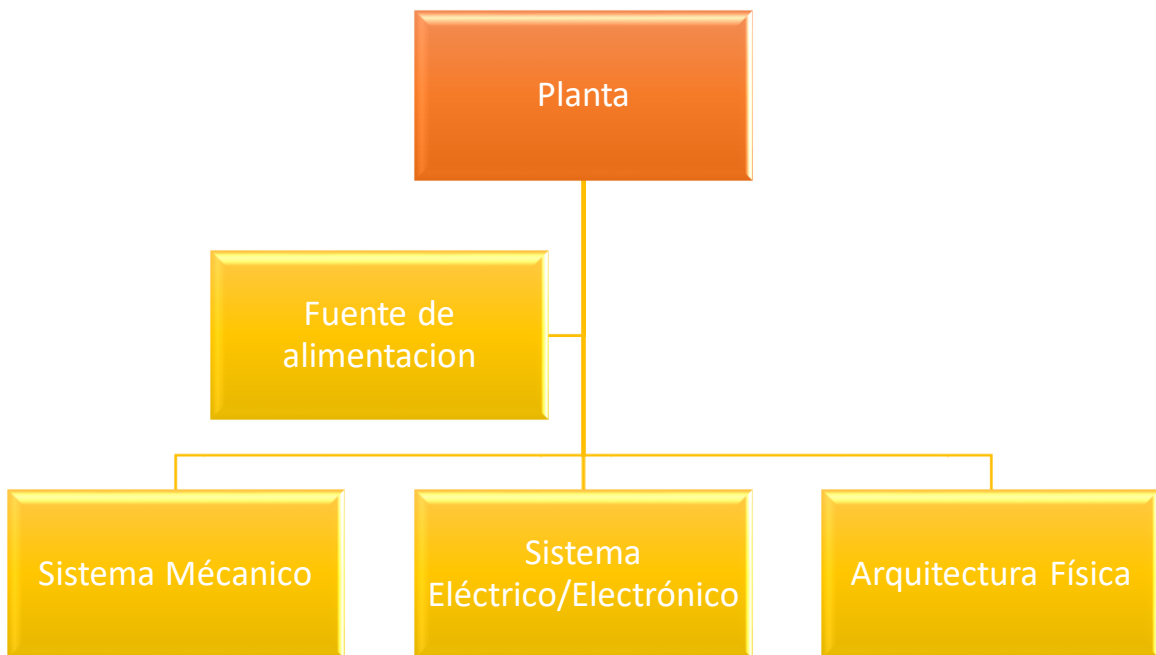 Planta
Fuente de
alimentacion
Sistema Mécanico
Sistema
Eléctrico/Electrónico
Arquitectura Física